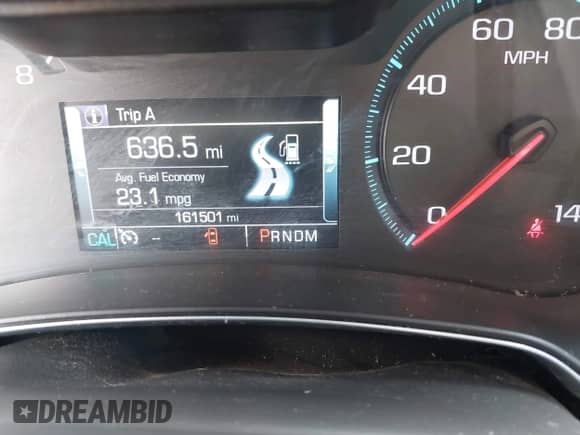 60 80
MPH
8
40
Trip A
636.5 mi
Avg. Fuel Economy
23.1 mpg
20
161501 mi
0
14
CAL -- PRNDM
DREAMBID